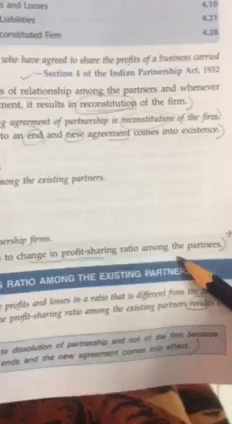 s and Losses 4.10
Liabilities 4.21
constituted Firm 4.26
who have agreed to share the profits of a business carried
Section 4 of the Indian Partnership Act, 1932
s of relationship among the partners and whenever
ment, it results in reconstitution of the firm.
g agreement of partnership is reconstitution of the firm.
to an end and new agreement comes into existence.
mong the existing partners.
nership firms.
to change in profit-sharing ratio among the partners.
RATIO AMONG THE EXISTING PARTNE
profits and losses in a ratio that is different from the
profit-sharing ratio among the existing partners results
to dissolution of partnership and not of the firm because
ends and the new agreement comes into effect.